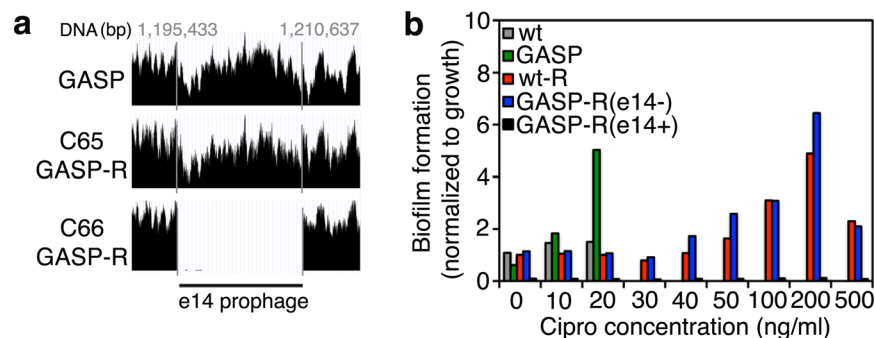 a
DNA (bp) 1,195,433 1,210,637
GASP
C65
GASP-R
C66
GASP-R
e14 prophage
b
Biofilm formation
(normalized to growth)
10
8
6
4
2
0
wt
GASP
wt-R
GASP-R(e14-)
GASP-R(e14+)
0 10 20 30 40 50 100 200 500
Cipro concentration (ng/ml)